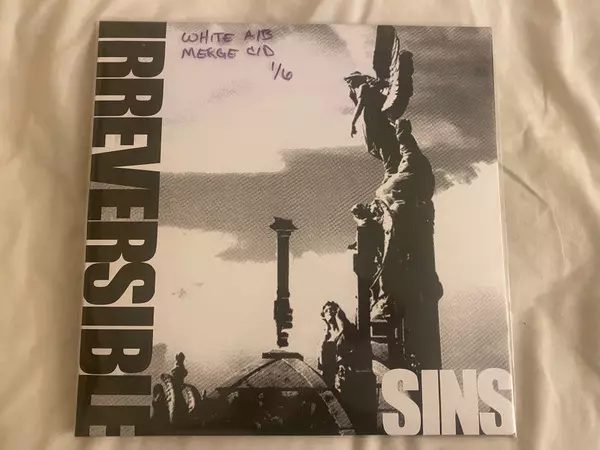 IRREVERSIBLE
WHITE A/B
MERGE C/D
1/6
SINS